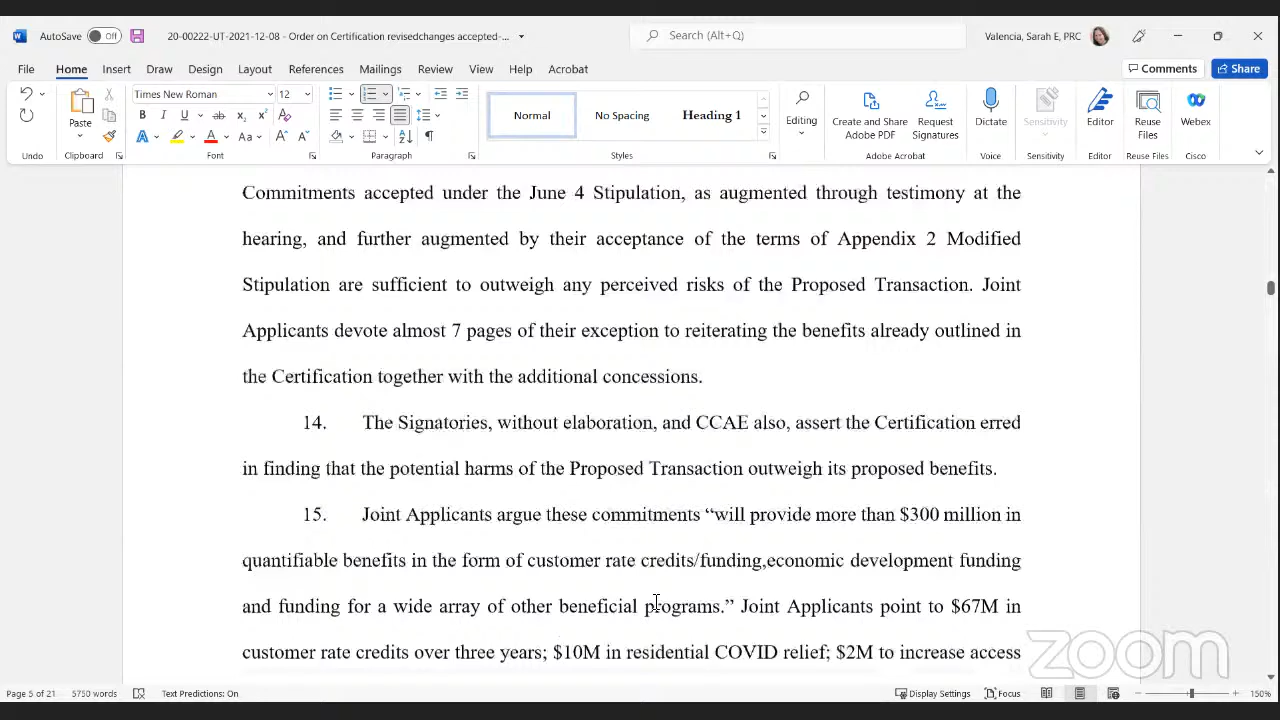 AutoSave Off 20-00222-UT-2021-12-08 - Order on Certification revisedchanges accepted-... Search (Alt+Q) Valencia, Sarah E, PRC
File Home Insert Draw Design Layout References Mailings Review View Help Acrobat Comments Share
Times New Roman 12
Paste
B I U ab x₂ x²
A A Aa A A
Normal No Spacing Heading 1
Editing
Create and Share Adobe PDF
Request Signatures
Dictate
Sensitivity
Editor
Reuse Files
Webex
Undo Clipboard Font Paragraph Styles Adobe Acrobat Voice Sensitivity Editor Reuse Files Cisco
Commitments accepted under the June 4 Stipulation, as augmented through testimony at the
hearing, and further augmented by their acceptance of the terms of Appendix 2 Modified
Stipulation are sufficient to outweigh any perceived risks of the Proposed Transaction. Joint
Applicants devote almost 7 pages of their exception to reiterating the benefits already outlined in
the Certification together with the additional concessions.
14. The Signatories, without elaboration, and CCAE also, assert the Certification erred
in finding that the potential harms of the Proposed Transaction outweigh its proposed benefits.
15. Joint Applicants argue these commitments “will provide more than $300 million in
quantifiable benefits in the form of customer rate credits/funding,economic development funding
and funding for a wide array of other beneficial programs.” Joint Applicants point to $67M in
customer rate credits over three years; $10M in residential COVID relief; $2M to increase access
zoom
Page 5 of 21 5750 words Text Predictions: On Display Settings Focus 150%